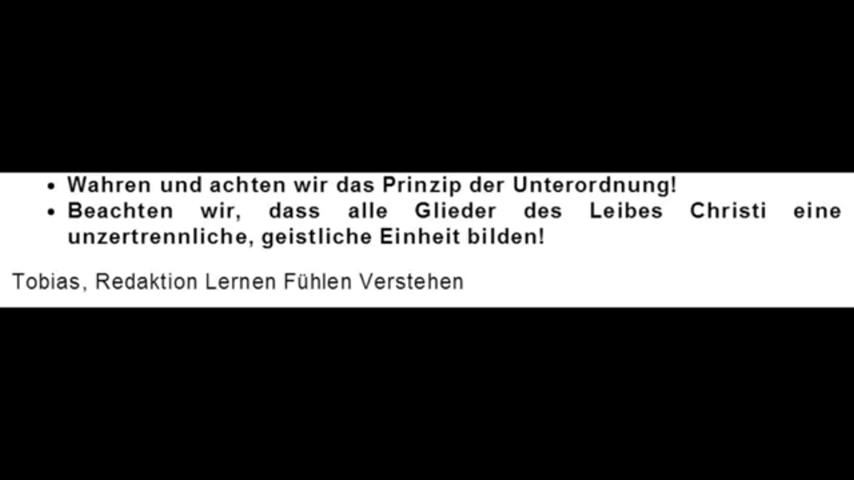 • Wahren und achten wir das Prinzip der Unterordnung!
• Beachten wir, dass alle Glieder des Leibes Christi eine
unzertrennliche, geistliche Einheit bilden!
Tobias, Redaktion Lernen Fühlen Verstehen